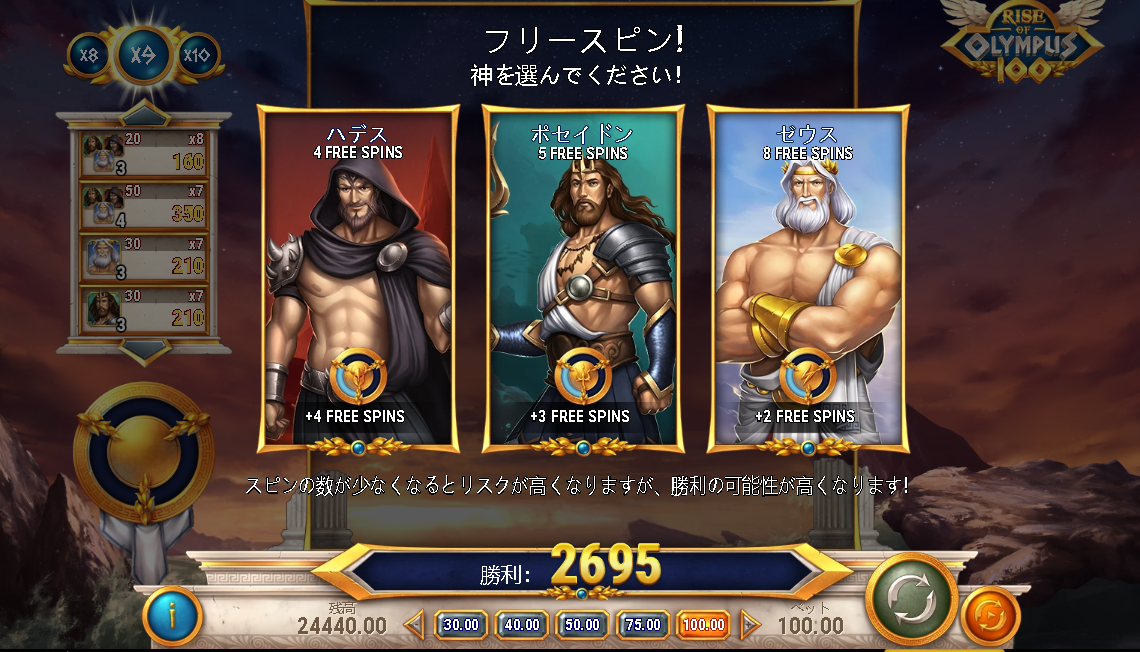 フリースピン!
神を選んでください!
RISE
OF
OLYMPUS
100
X8
X9
X10
20 x8
3 160
50 x7
4 350
30 x7
3 210
30 x7
3 210
ハデス
4 FREE SPINS
+4 FREE SPINS
ポセイドン
5 FREE SPINS
+3 FREE SPINS
ゼウス
8 FREE SPINS
+2 FREE SPINS
スピンの数が少なくなるとリスクが高くなりますが、勝利の可能性が高くなります!
勝利: 2695
i
残高
24440.00
30.00 40.00 50.00 75.00 100.00
ベット
100.00